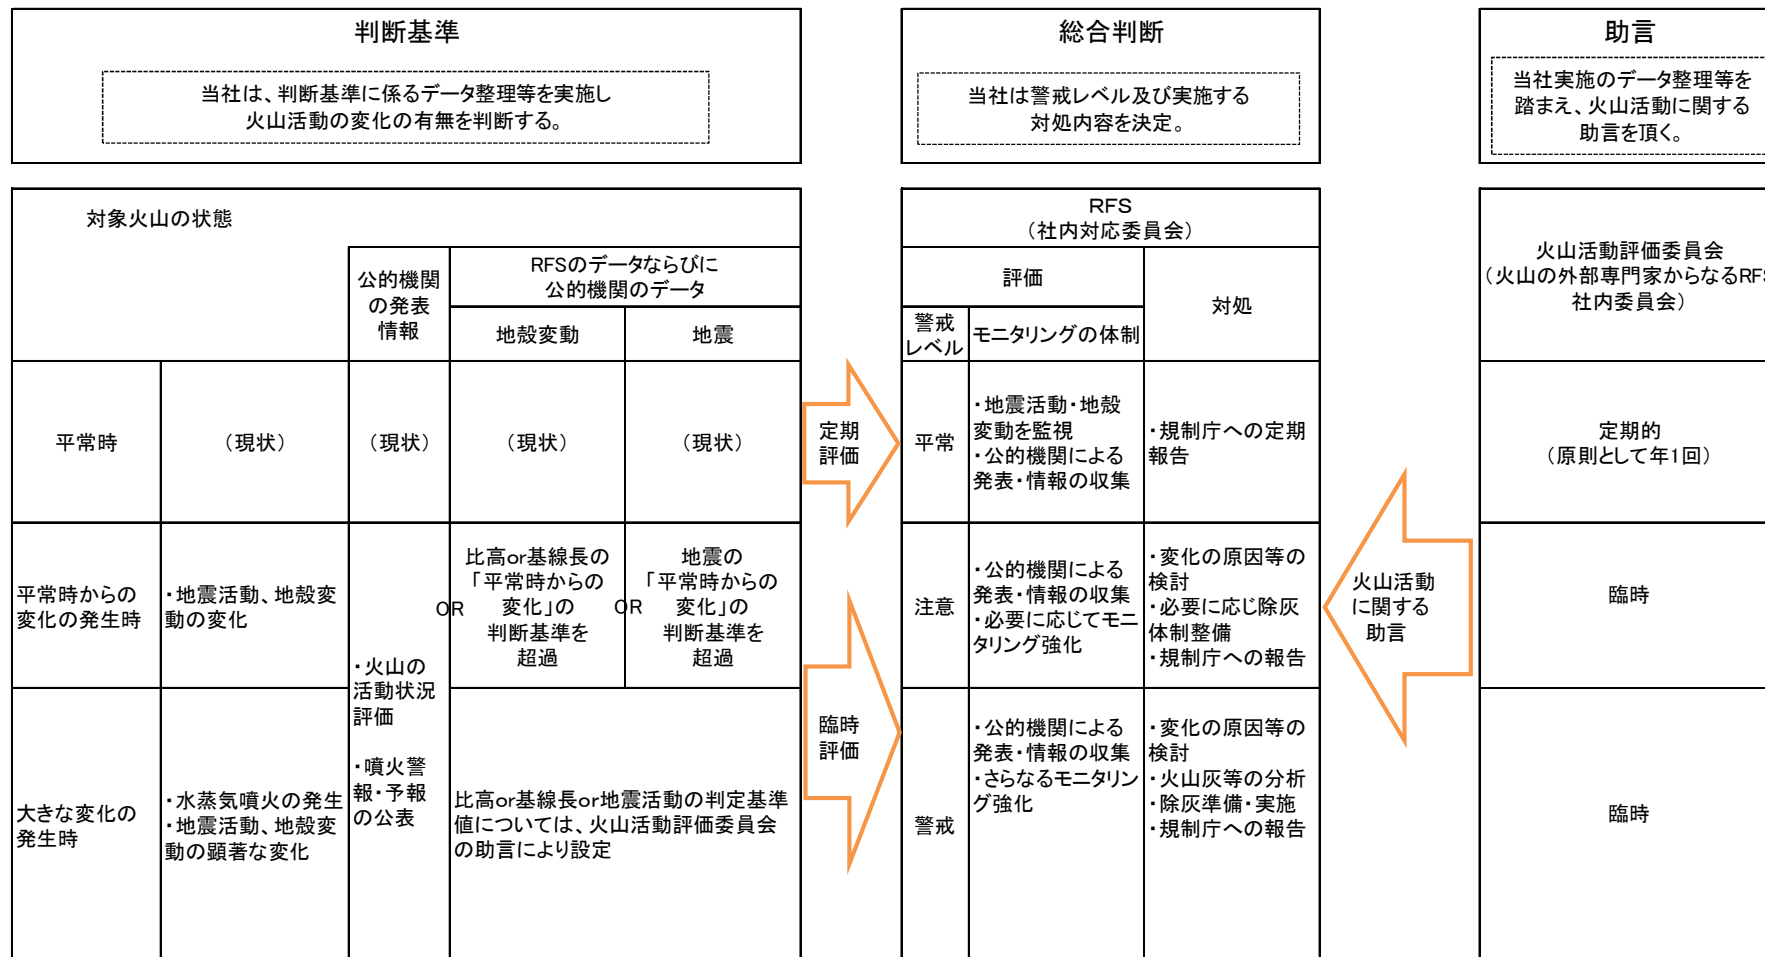 判断基準
当社は、判断基準に係るデータ整理等を実施し
火山活動の変化の有無を判断する。
総合判断
当社は警戒レベル及び実施する
対処内容を決定。
助言
当社実施のデータ整理等を
踏まえ、火山活動に関する
助言を頂く。
対象火山の状態
公的機関
の発表
情報
RFSのデータならびに
公的機関のデータ
地殻変動
地震
RFS
（社内対応委員会）
評価
対処
警戒
レベル
モニタリングの体制
火山活動評価委員会
（火山の外部専門家からなるRFS
社内委員会）
平常時
（現状）
（現状）
（現状）
（現状）
定期
評価
平常
・地震活動・地殻
変動を監視
・公的機関による
発表・情報の収集
・規制庁への定期
報告
定期的
（原則として年1回）
平常時からの
変化の発生時
・地震活動、地殻変
動の変化
OR
比高or基線長の
「平常時からの
変化」の
判断基準を
超過
OR
地震の
「平常時からの
変化」の
判断基準を
超過
注意
・公的機関による
発表・情報の収集
・必要に応じてモニ
タリング強化
・変化の原因等の
検討
・必要に応じ除灰
体制整備
・規制庁への報告
火山活動
に関する
助言
臨時
・火山の
活動状況
評価
・噴火警
報・予報
の公表
臨時
評価
大きな変化の
発生時
・水蒸気噴火の発生
・地震活動、地殻変
動の顕著な変化
比高or基線長or地震活動の判定基準
値については、火山活動評価委員会
の助言により設定
警戒
・公的機関による
発表・情報の収集
・さらなるモニタリン
グ強化
・変化の原因等の
検討
・火山灰等の分析
・除灰準備・実施
・規制庁への報告
臨時